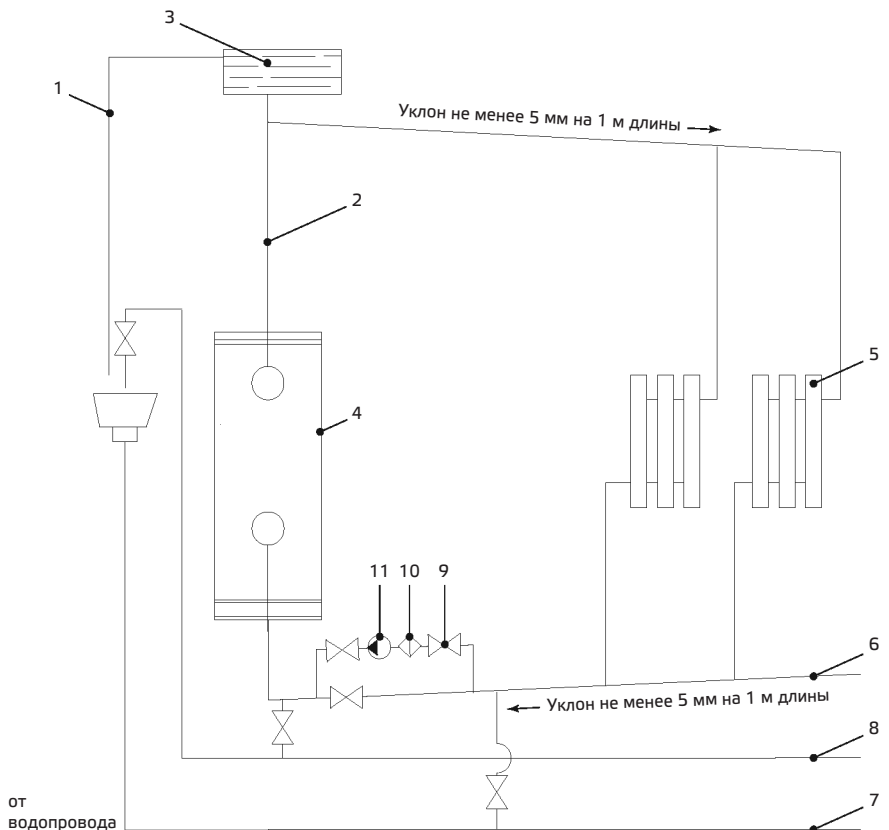 3
1
Уклон не менее 5 мм на 1 м длины
2
5
4
11 10 9
6
Уклон не менее 5 мм на 1 м длины
8
от
водопровода
7